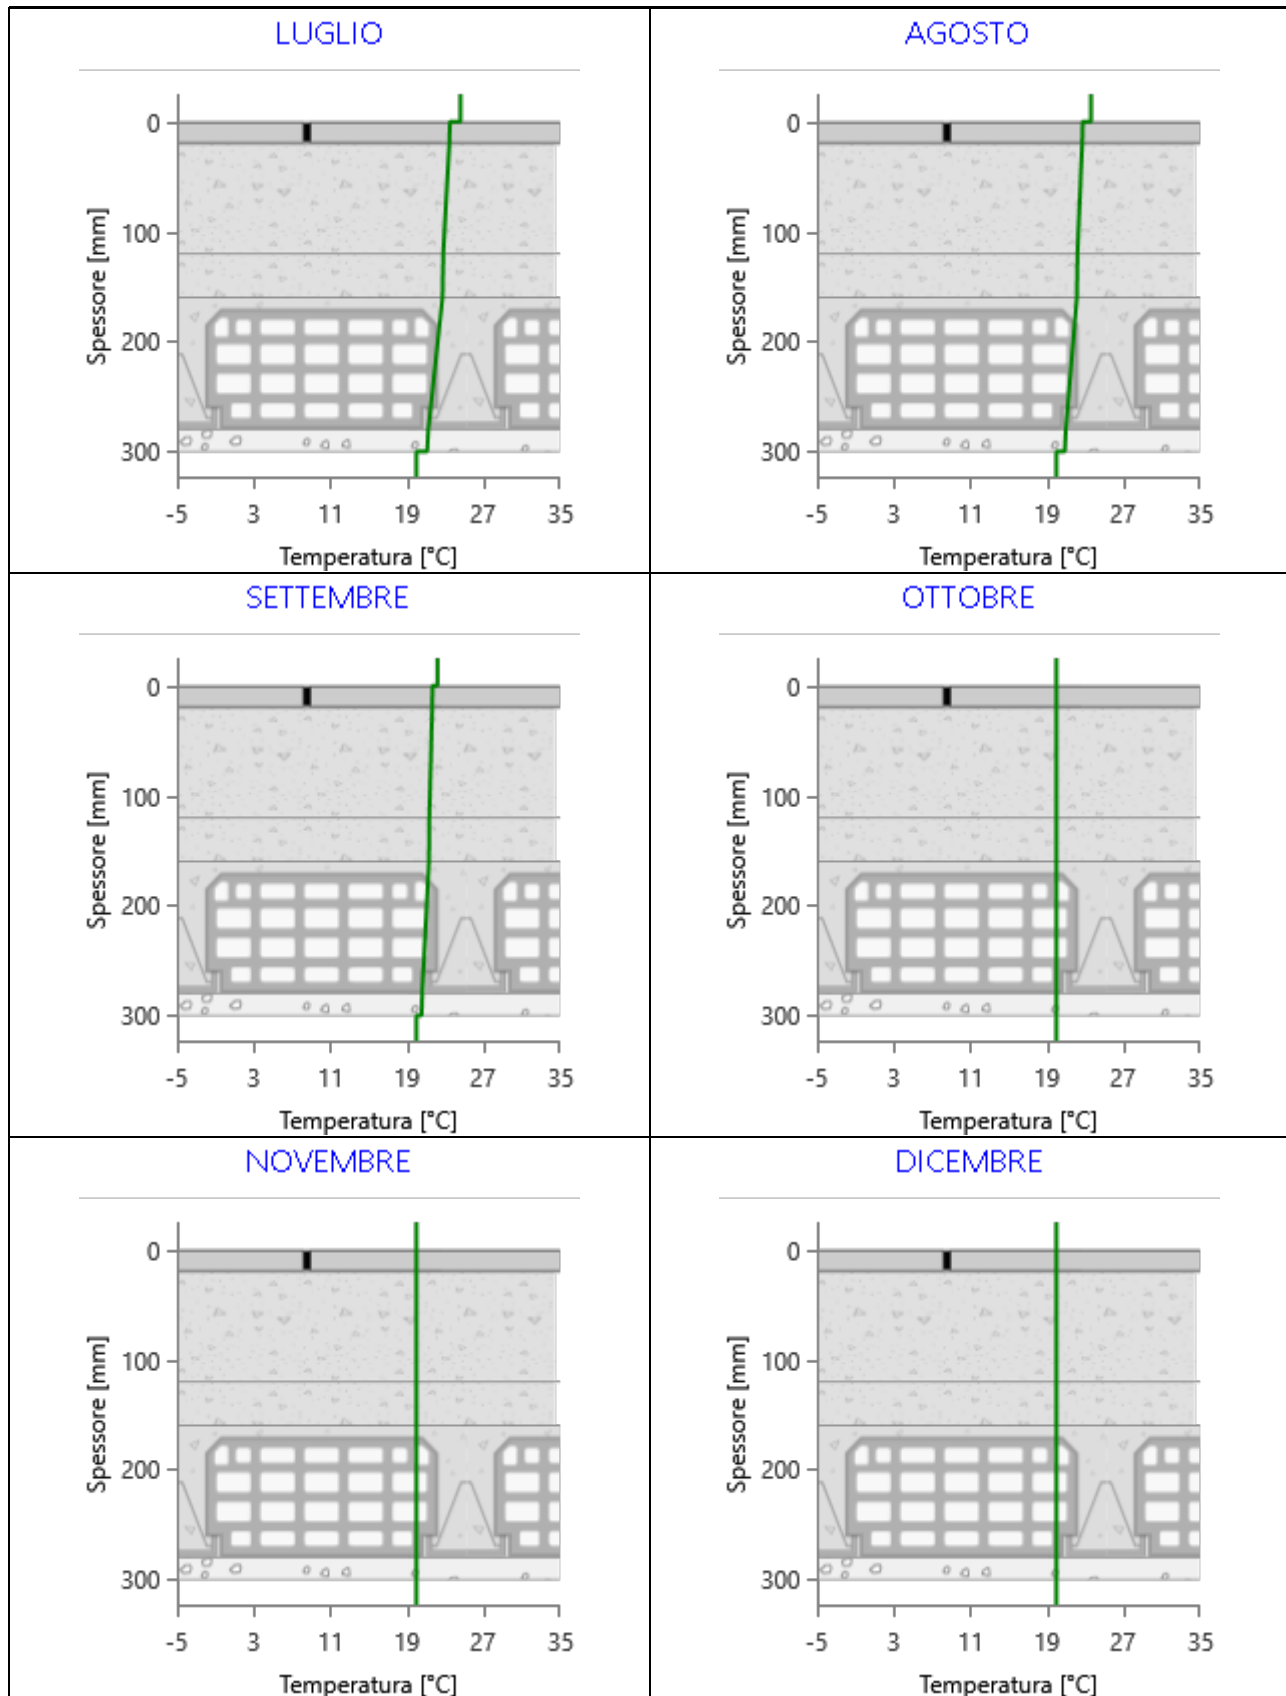 LUGLIO
0
100
200
300
Spessore [mm]
-5 3 11 19 27 35
Temperatura [°C]
AGOSTO
0
100
200
300
Spessore [mm]
-5 3 11 19 27 35
Temperatura [°C]
SETTEMBRE
0
100
200
300
Spessore [mm]
-5 3 11 19 27 35
Temperatura [°C]
OTTOBRE
0
100
200
300
Spessore [mm]
-5 3 11 19 27 35
Temperatura [°C]
NOVEMBRE
0
100
200
300
Spessore [mm]
-5 3 11 19 27 35
Temperatura [°C]
DICEMBRE
0
100
200
300
Spessore [mm]
-5 3 11 19 27 35
Temperatura [°C]